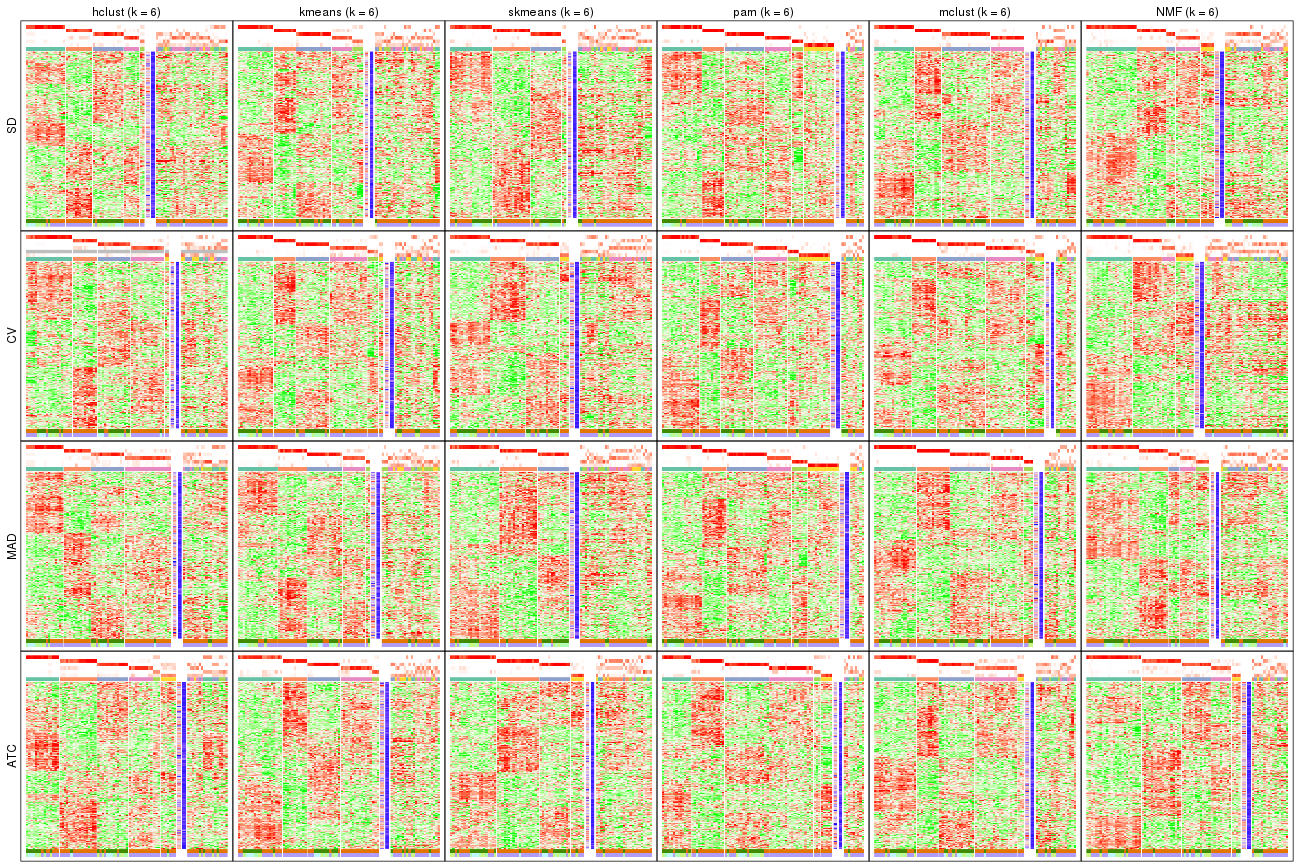 hclust (k = 6)
kmeans (k = 6)
skmeans (k = 6)
pam (k = 6)
mclust (k = 6)
NMF (k = 6)
SD
CV
MAD
ATC